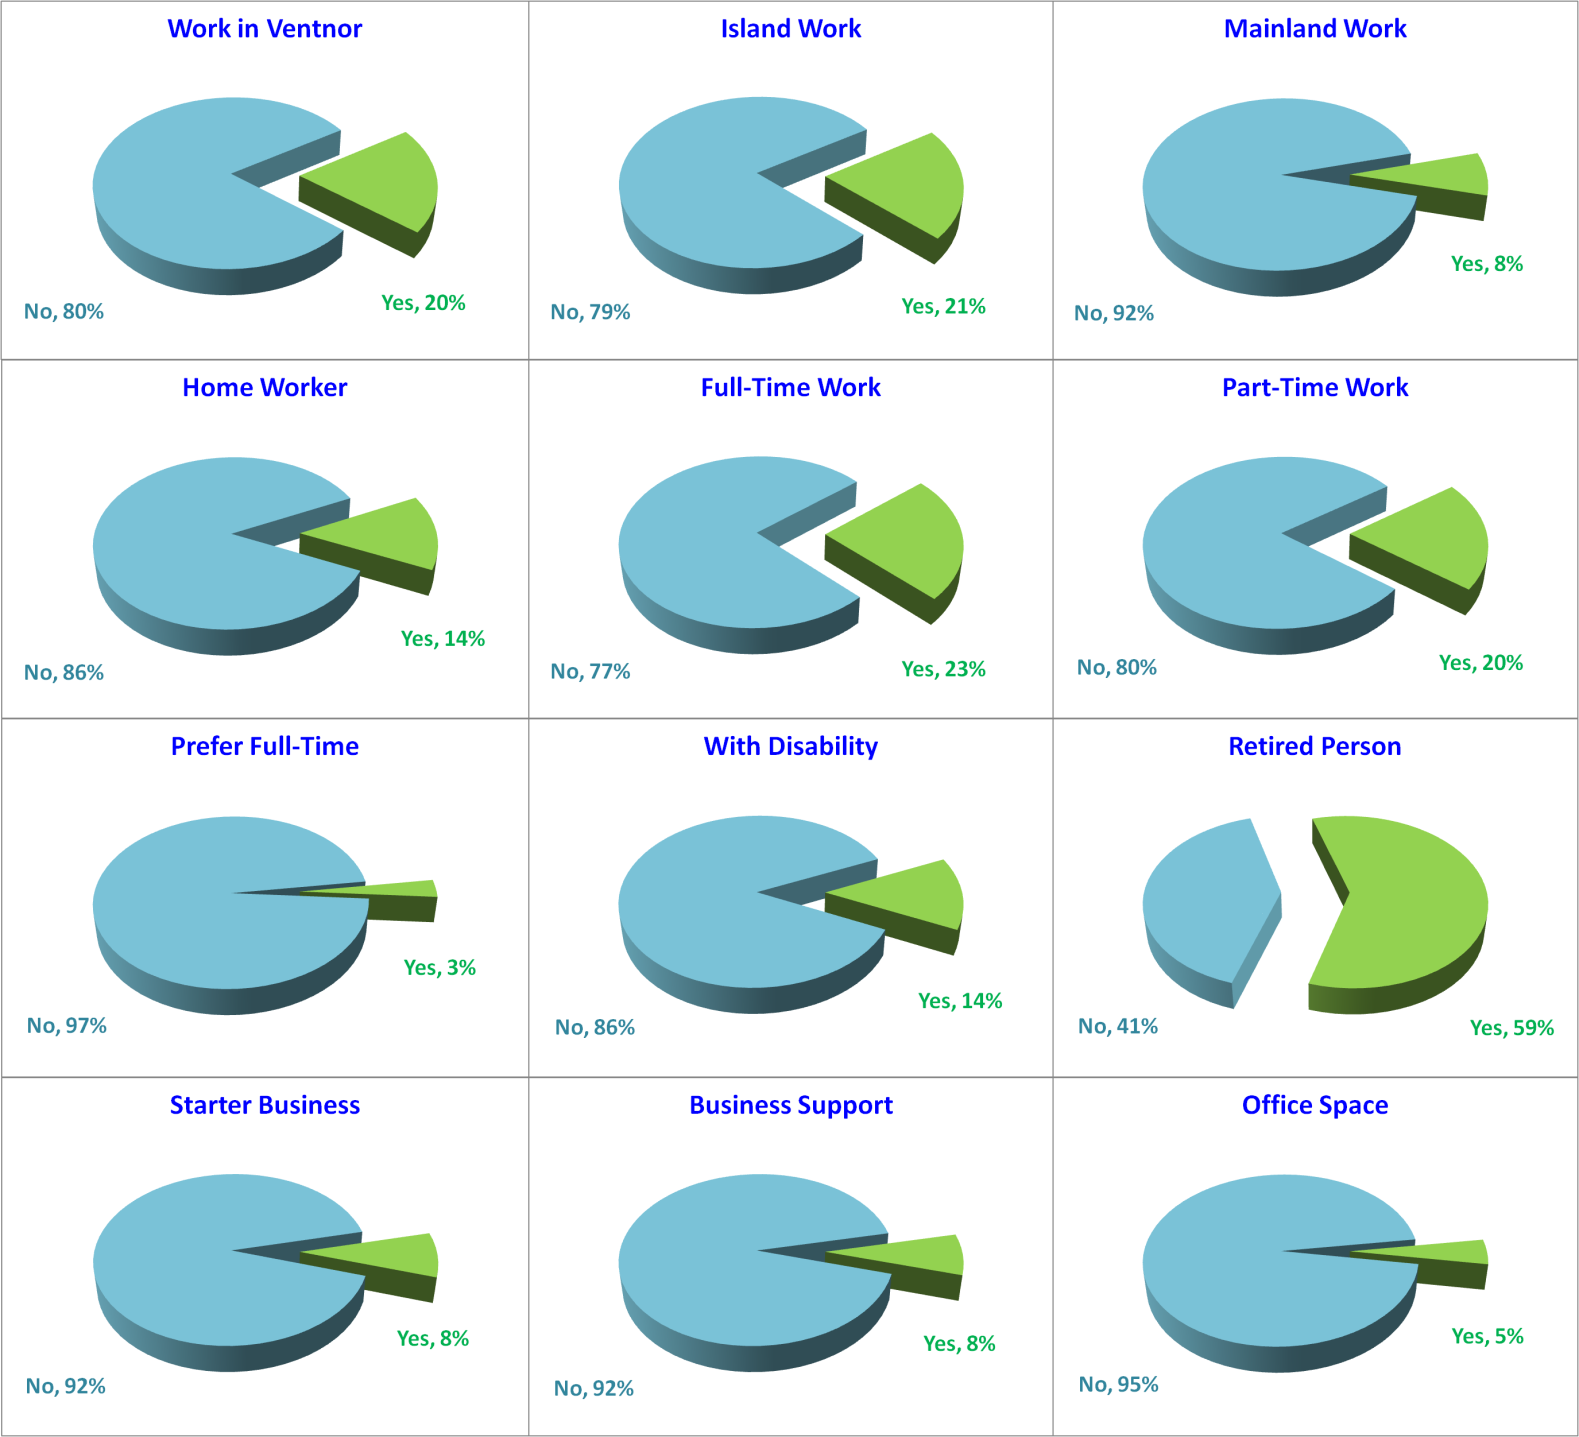 Work in Ventnor
No, 80%
Yes, 20%
Island Work
No, 79%
Yes, 21%
Mainland Work
No, 92%
Yes, 8%
Home Worker
No, 86%
Yes, 14%
Full-Time Work
No, 77%
Yes, 23%
Part-Time Work
No, 80%
Yes, 20%
Prefer Full-Time
No, 97%
Yes, 3%
With Disability
No, 86%
Yes, 14%
Retired Person
No, 41%
Yes, 59%
Starter Business
No, 92%
Yes, 8%
Business Support
No, 92%
Yes, 8%
Office Space
No, 95%
Yes, 5%